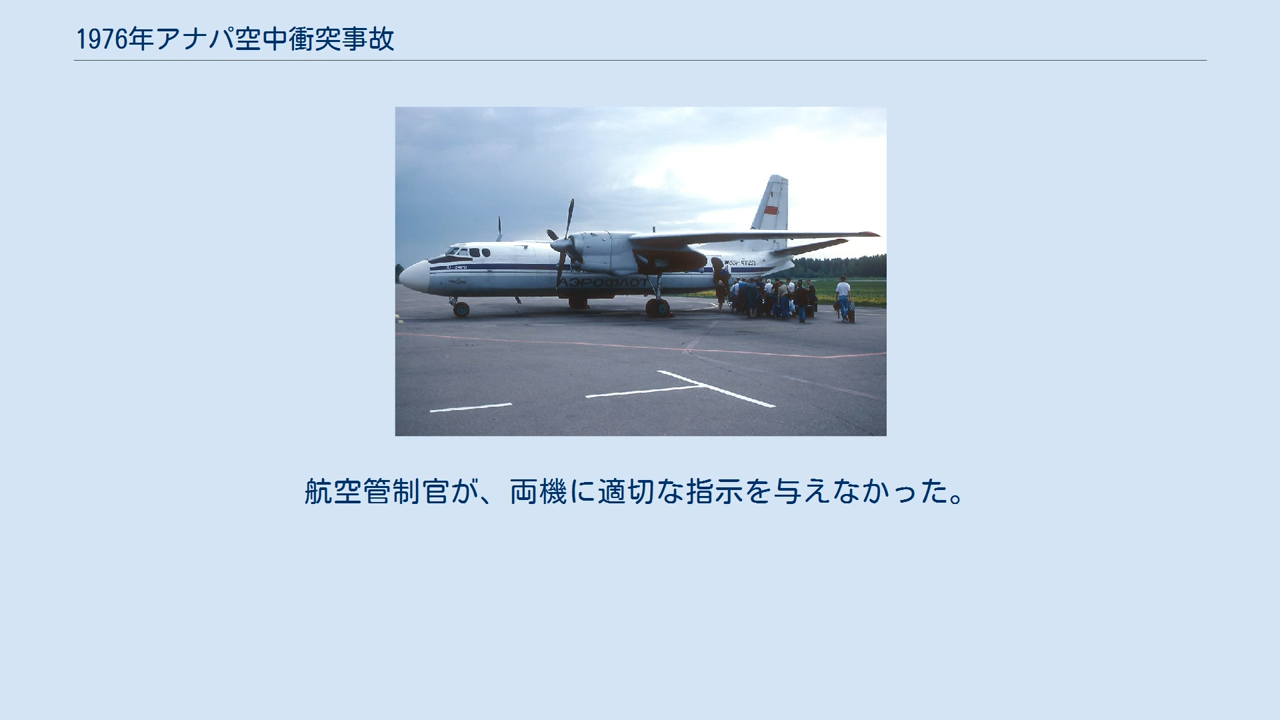 1976年アナパ空中衝突事故
АЭРОФЛОТ
航空管制官が、両機に適切な指示を与えなかった。